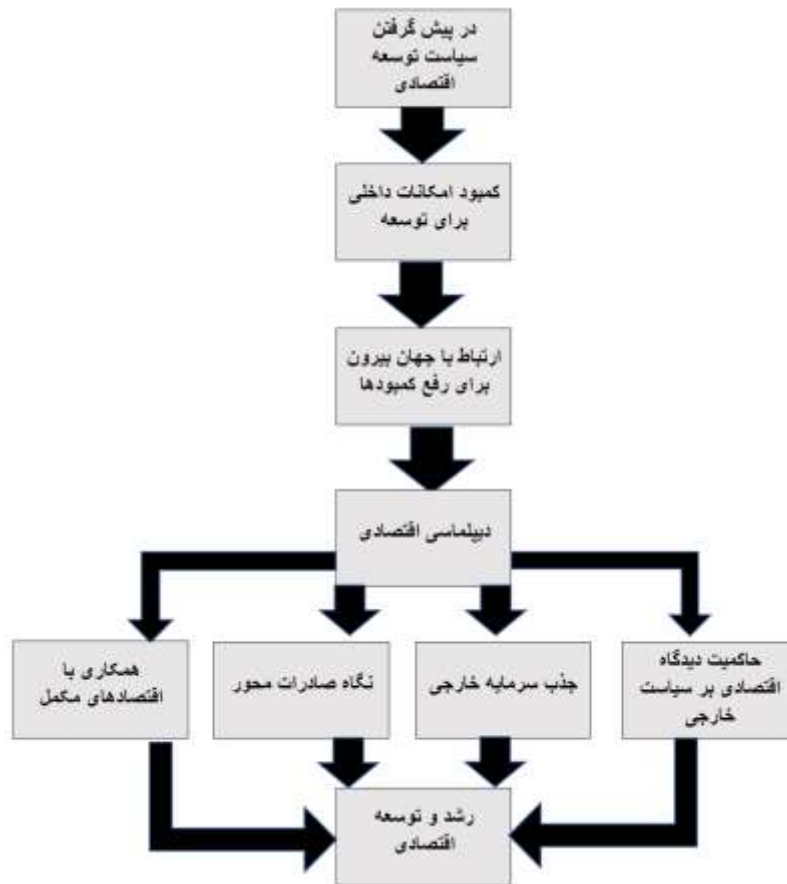 در پیش گرفتن
سیاست توسعه
اقتصادی
کمبود امکانات داخلی
برای توسعه
ارتباط با جهان بیرون
برای رفع کمبودها
دیپلماسی اقتصادی
حاکمیت دیدگاه
اقتصادی بر سیاست
خارجی
جذب سرمایه خارجی
نگاه صادرات محور
همکاری با
اقتصادهای مکمل
رشد و توسعه
اقتصادی